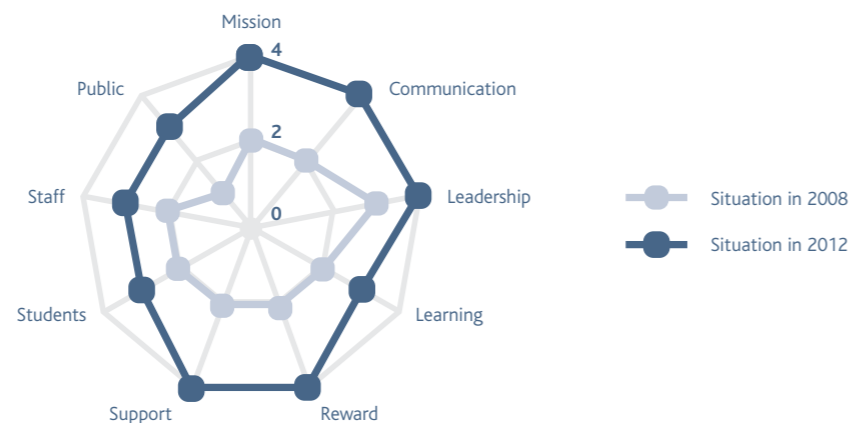 Mission
4
Public
Communication
2
Staff
0
Leadership
Situation in 2008
Situation in 2012
Students
Learning
Support
Reward